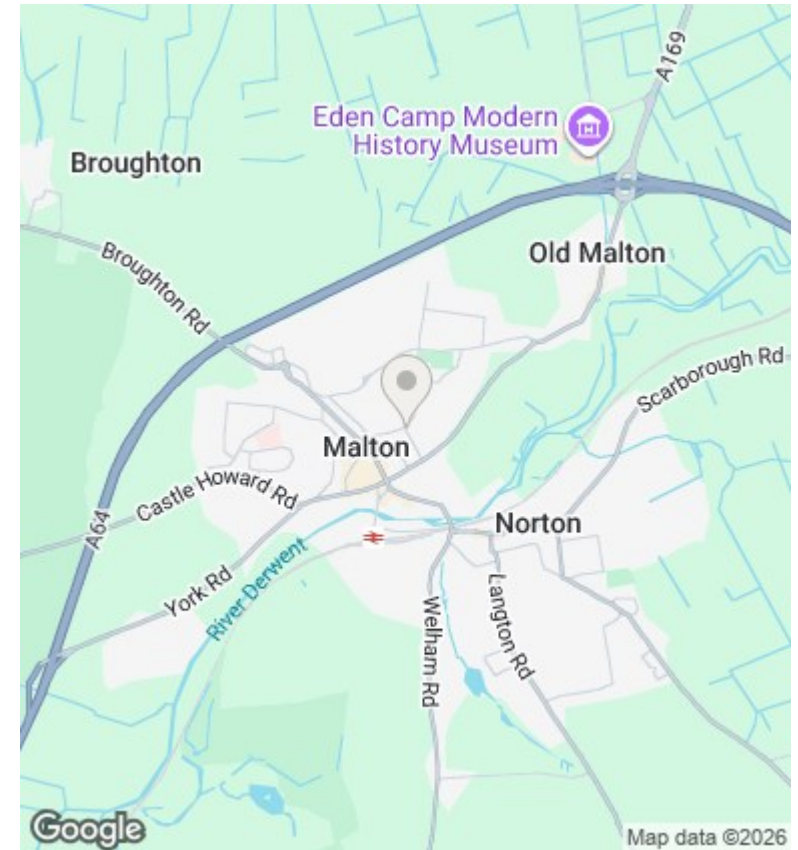 A169
Eden Camp Modern
History Museum
Broughton
Old Malton
Broughton Rd
Scarborough Rd
Malton
Castle Howard Rd
A64
Norton
York Rd
River Derwent
Langton Rd
Welham Rd
Google
Map data ©2026